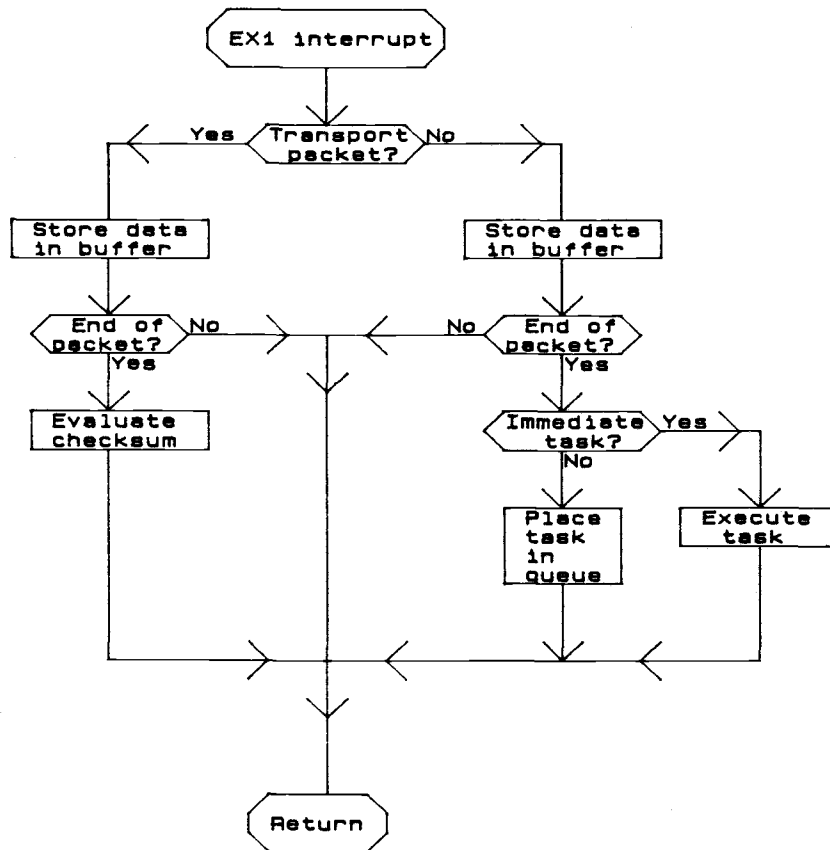 EX1 interrupt
Yes
Transport
packet?
No
Store data
in buffer
Store data
in buffer
End of
packet?
No
Yes
No
End of
packet?
Yes
Evaluate
checksum
Immediate
task?
Yes
No
Place
task
in
queue
Execute
task
Return